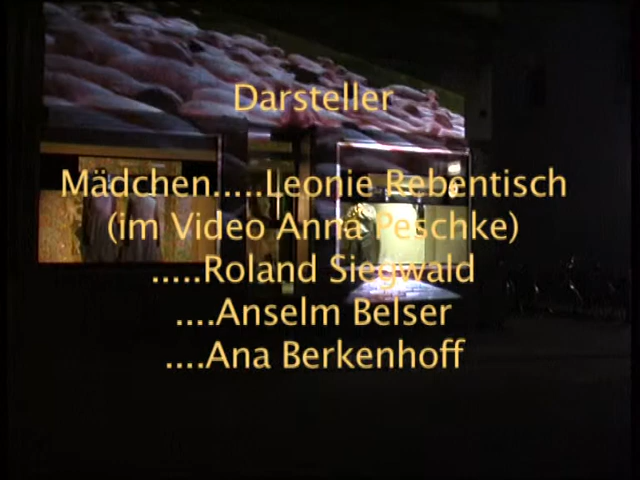 Darsteller
Mädchen.....Leonie Rebentisch
(im Video Anna Peschke)
.....Roland Siegwald
....Anselm Belser
....Ana Berkenhoff